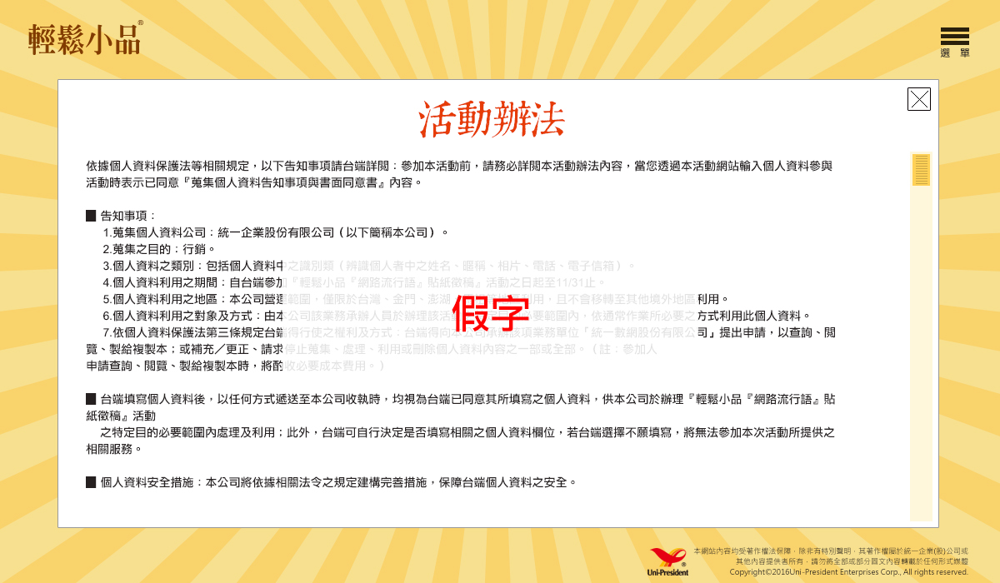 輕鬆小品®
選 單
活動辦法
依據個人資料保護法等相關規定，以下告知事項請台端詳閱：參加本活動前，請務必詳閱本活動辦法內容，當您透過本活動網站輸入個人資料參與
活動時表示已同意『蒐集個人資料告知事項與書面同意書』內容。
■ 告知事項：
1.蒐集個人資料公司：統一企業股份有限公司（以下簡稱本公司）。
2.蒐集之目的：行銷。
3.個人資料之類別：包括個人資料中之識別類（辨識個人者中之姓名、暱稱、相片、電話、電子信箱）。
4.個人資料利用之期間：自台端參加『輕鬆小品『網路流行語』貼紙徵稿』活動之日起至11/31止。
5.個人資料利用之地區：本公司營運範圍，僅限於台灣、金門、澎湖 利用，且不會移轉至其他境外地區利用。
假字
6.個人資料利用之對象及方式：由本公司該業務承辦人員於辦理該活動 必要範圍內，依通常作業所必要之方式利用此個人資料。
7.依個人資料保護法第三條規定台端得行使之權利及方式：台端得向本公司承辦該項業務單位「統一數網股份有限公司」提出申請，以查詢、閱
覽、製給複製本；或補充／更正、請求停止蒐集、處理、利用或刪除個人資料內容之一部或全部。（註：參加人
申請查詢、閱覽、製給複製本時，將酌收必要成本費用。）
■ 台端填寫個人資料後，以任何方式遞送至本公司收執時，均視為台端已同意其所填寫之個人資料，供本公司於辦理『輕鬆小品『網路流行語』貼
紙徵稿』活動
之特定目的必要範圍內處理及利用；此外，台端可自行決定是否填寫相關之個人資料欄位，若台端選擇不願填寫，將無法參加本次活動所提供之
相關服務。
■ 個人資料安全措施：本公司將依據相關法令之規定建構完善措施，保障台端個人資料之安全。
Uni-President®
本網站內容均受著作權法保障．除非有特別聲明，其著作權屬於統一企業(股)公司或
其他內容提供者所有．請勿將全部或部分圖文內容轉載於任何形式媒體
Copyright©2016Uni-President Enterprises Corp., All rights reserved.